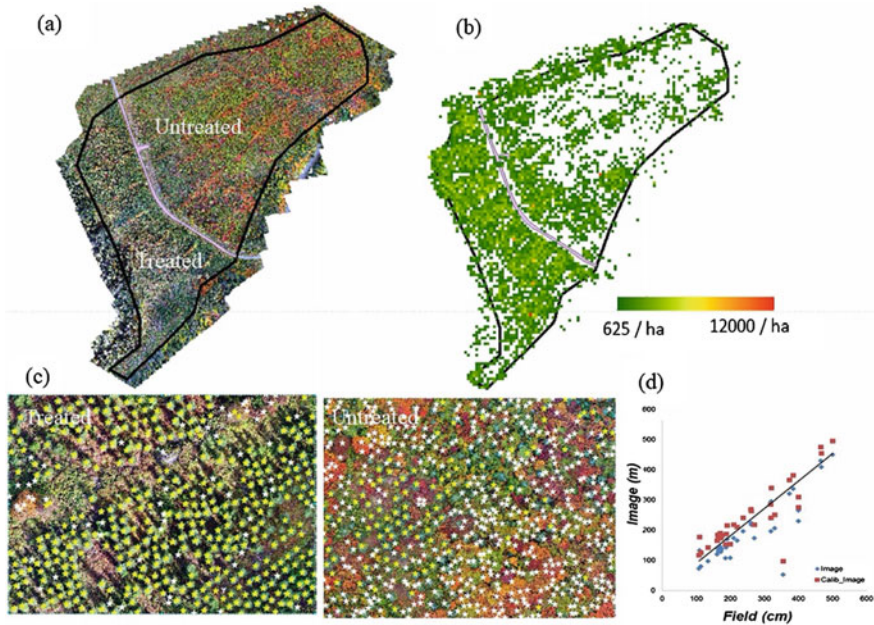 (a)
(b)
Untreated
Treated
625 / ha
12000 / ha
(c)
(d)
Treated
Untreated
Image (m)
600
500
400
300
200
100
0
0
100
200
300
400
500
600
Image
Calib_Image
Field (cm)